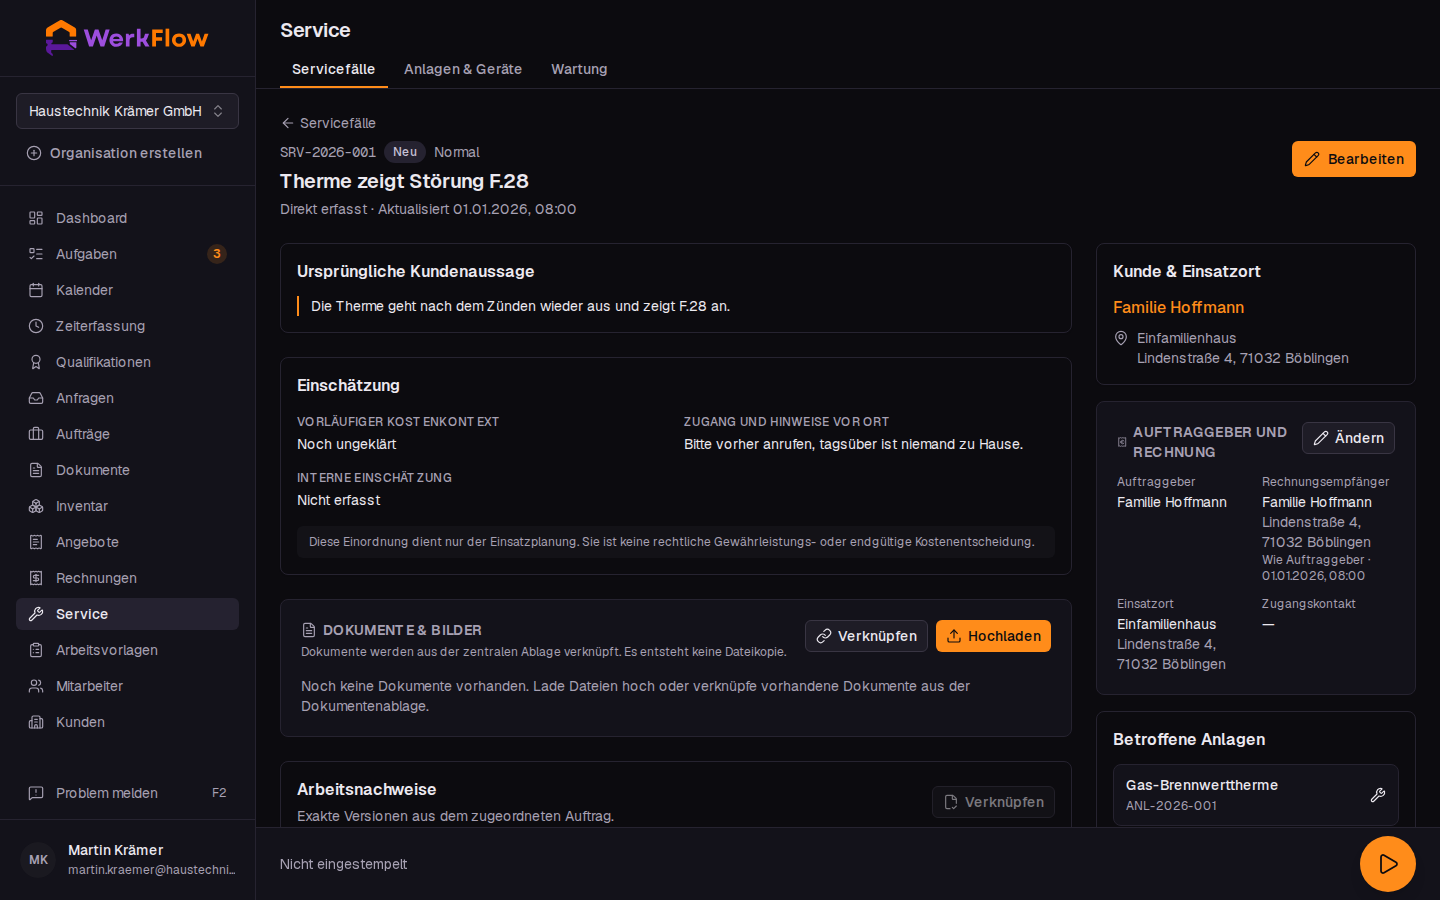 WerkFlow
Haustechnik Krämer GmbH
Organisation erstellen
Dashboard
Aufgaben 3
Kalender
Zeiterfassung
Qualifikationen
Anfragen
Aufträge
Dokumente
Inventar
Angebote
Rechnungen
Service
Arbeitsvorlagen
Mitarbeiter
Kunden
Problem melden F2
MK
Martin Krämer
martin.kraemer@haustechni...
Service
Servicefälle Anlagen & Geräte Wartung
Servicefälle
SRV-2026-001 Neu Normal
Therme zeigt Störung F.28
Direkt erfasst · Aktualisiert 01.01.2026, 08:00
Bearbeiten
Ursprüngliche Kundenaussage
Die Therme geht nach dem Zünden wieder aus und zeigt F.28 an.
Einschätzung
VORLÄUFIGER KOSTENKONTEXT
Noch ungeklärt
ZUGANG UND HINWEISE VOR ORT
Bitte vorher anrufen, tagsüber ist niemand zu Hause.
INTERNE EINSCHÄTZUNG
Nicht erfasst
Diese Einordnung dient nur der Einsatzplanung. Sie ist keine rechtliche Gewährleistungs- oder endgültige Kostenentscheidung.
DOKUMENTE & BILDER
Dokumente werden aus der zentralen Ablage verknüpft. Es entsteht keine Dateikopie.
Verknüpfen
Hochladen
Noch keine Dokumente vorhanden. Lade Dateien hoch oder verknüpfe vorhandene Dokumente aus der
Dokumentenablage.
Arbeitsnachweise
Exakte Versionen aus dem zugeordneten Auftrag.
Verknüpfen
Kunde & Einsatzort
Familie Hoffmann
Einfamilienhaus
Lindenstraße 4, 71032 Böblingen
AUFTRAGGEBER UND
RECHNUNG
Ändern
Auftraggeber
Familie Hoffmann
Rechnungsempfänger
Familie Hoffmann
Lindenstraße 4,
71032 Böblingen
Wie Auftraggeber ·
01.01.2026, 08:00
Einsatzort
Einfamilienhaus
Lindenstraße 4,
71032 Böblingen
Zugangskontakt
—
Betroffene Anlagen
Gas-Brennwerttherme
ANL-2026-001
Nicht eingestempelt